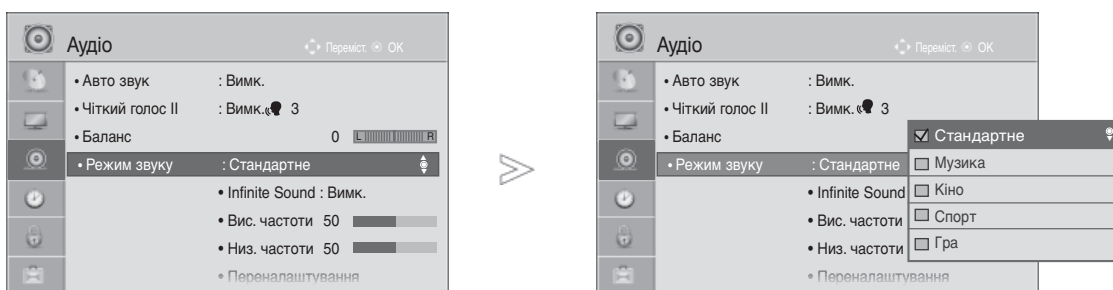 Аудіо
Переміст. OK
• Авто звук : Вимк.
• Чіткий голос II : Вимк. 3
• Баланс 0 L R
• Режим звуку : Стандартне
• Infinite Sound : Вимк.
• Вис. частоти 50
• Низ. частоти 50
• Переналаштування
>
Аудіо
Переміст. OK
• Авто звук : Вимк.
• Чіткий голос II : Вимк. 3
• Баланс
• Режим звуку : Стандартне
• Infinite Sound
• Вис. частоти
• Низ. частоти
• Переналаштування
Стандартне
Музика
Кіно
Спорт
Гра